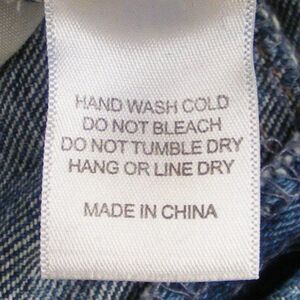 HAND WASH COLD
DO NOT BLEACH
DO NOT TUMBLE DRY
HANG OR LINE DRY
MADE IN CHINA